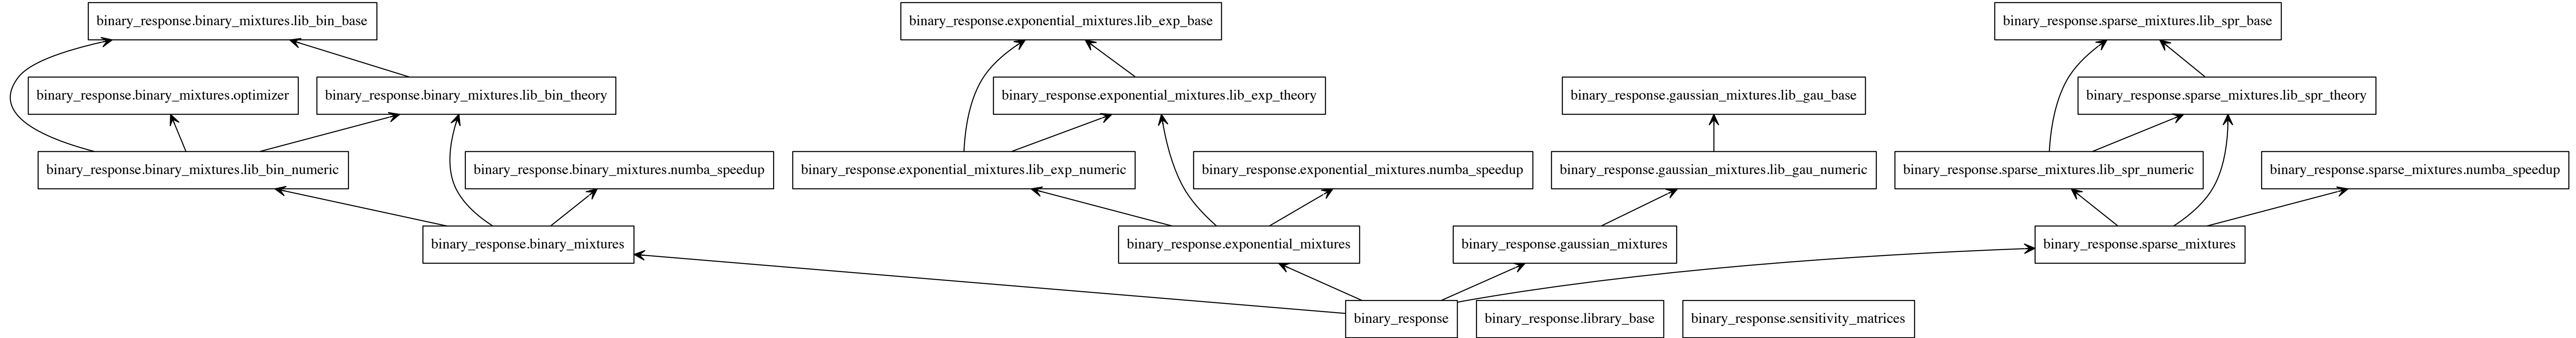 binary_response.binary_mixtures.lib_bin_base
binary_response.exponential_mixtures.lib_exp_base
binary_response.sparse_mixtures.lib_spr_base
binary_response.binary_mixtures.optimizer
binary_response.binary_mixtures.lib_bin_theory
binary_response.exponential_mixtures.lib_exp_theory
binary_response.gaussian_mixtures.lib_gau_base
binary_response.sparse_mixtures.lib_spr_theory
binary_response.binary_mixtures.lib_bin_numeric
binary_response.binary_mixtures.numba_speedup
binary_response.exponential_mixtures.lib_exp_numeric
binary_response.exponential_mixtures.numba_speedup
binary_response.gaussian_mixtures.lib_gau_numeric
binary_response.sparse_mixtures.lib_spr_numeric
binary_response.sparse_mixtures.numba_speedup
binary_response.binary_mixtures
binary_response.exponential_mixtures
binary_response.gaussian_mixtures
binary_response.sparse_mixtures
binary_response
binary_response.library_base
binary_response.sensitivity_matrices